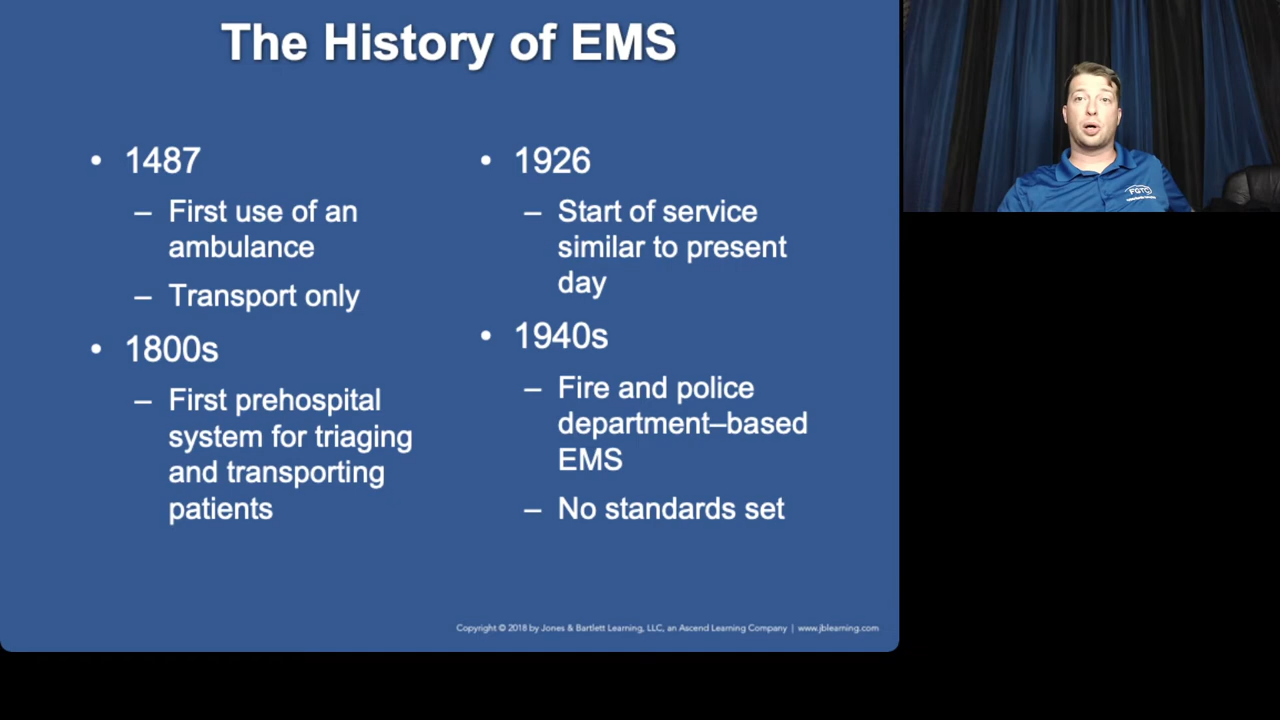 The History of EMS
• 1487
– First use of an
ambulance
– Transport only
• 1800s
– First prehospital
system for triaging
and transporting
patients
• 1926
– Start of service
similar to present
day
• 1940s
– Fire and police
department–based
EMS
– No standards set
Copyright © 2018 by Jones & Bartlett Learning, LLC, an Ascend Learning Company | www.jblearning.com